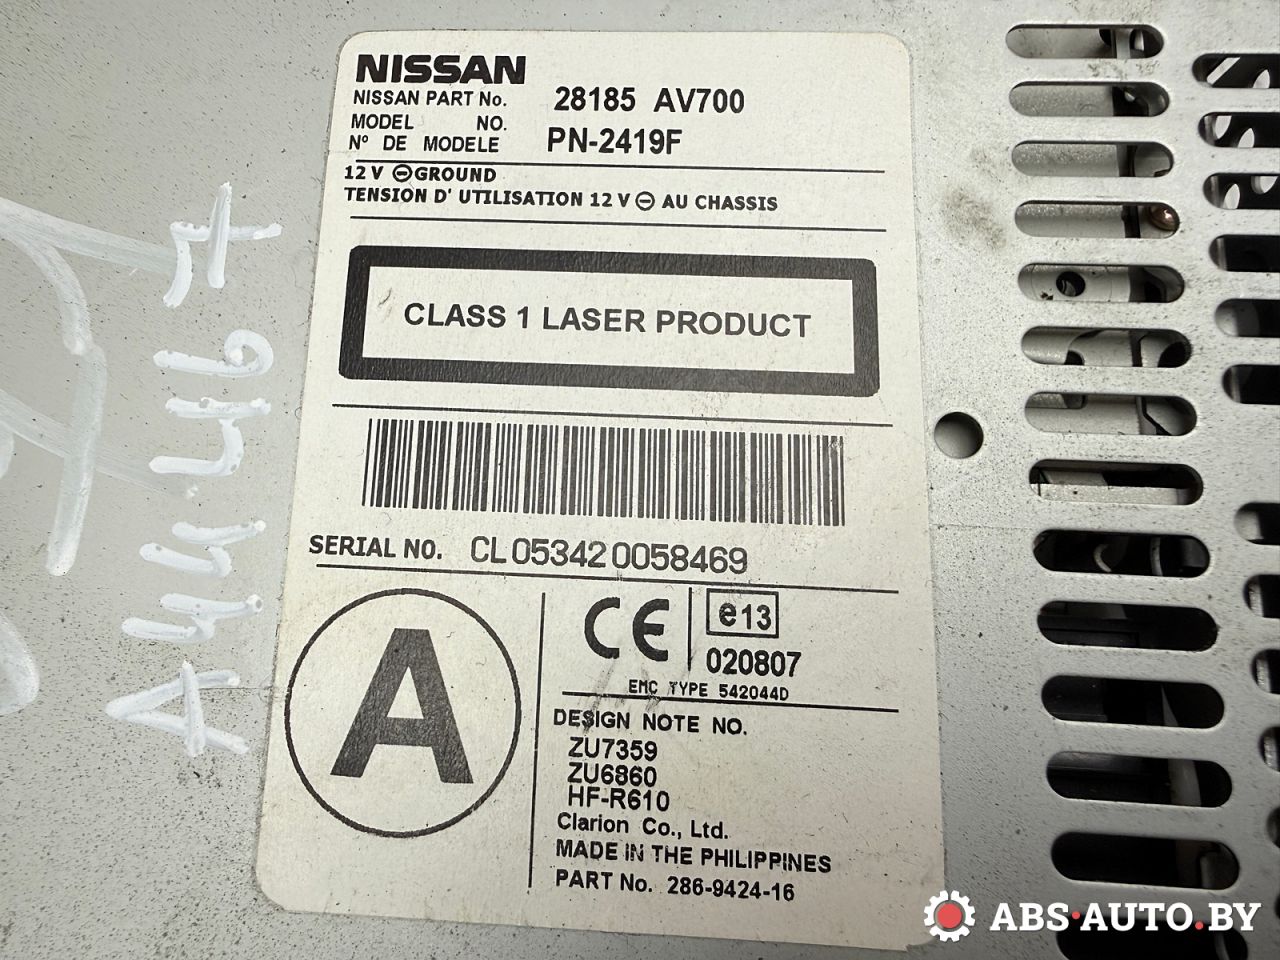 NISSAN
NISSAN PART No. 28185 AV700
MODEL NO.
Nº DE MODELE PN-2419F
12 V ⊖ GROUND
TENSION D' UTILISATION 12 V ⊖ AU CHASSIS
CLASS 1 LASER PRODUCT
SERIAL NO. CL 053420058469
A
CE e13
020807
EMC TYPE 542044D
DESIGN NOTE NO.
ZU7359
ZU6860
HF-R610
Clarion Co., Ltd.
MADE IN THE PHILIPPINES
PART No. 286-9424-16
ABS-AUTO.BY